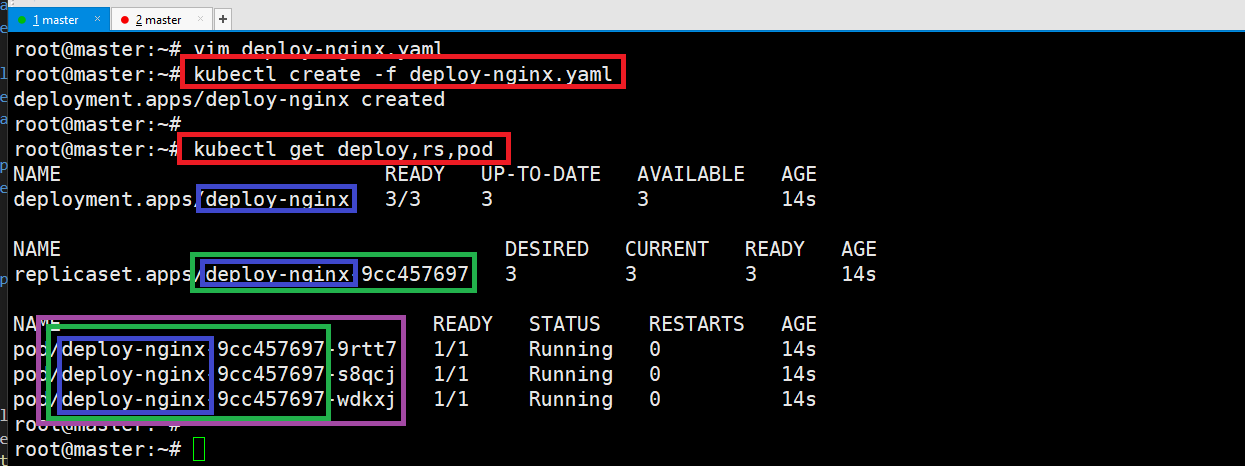 1 master × 2 master × +
root@master:~# vim deploy-nginx.yaml
root@master:~# kubectl create -f deploy-nginx.yaml
deployment.apps/deploy-nginx created
root@master:~#
root@master:~# kubectl get deploy,rs,pod
NAME READY UP-TO-DATE AVAILABLE AGE
deployment.apps/deploy-nginx 3/3 3 3 14s
NAME DESIRED CURRENT READY AGE
replicaset.apps/deploy-nginx-9cc457697 3 3 3 14s
NAME READY STATUS RESTARTS AGE
pod/deploy-nginx-9cc457697-9rtt7 1/1 Running 0 14s
pod/deploy-nginx-9cc457697-s8qcj 1/1 Running 0 14s
pod/deploy-nginx-9cc457697-wdkxj 1/1 Running 0 14s
root@master:~#
root@master:~#